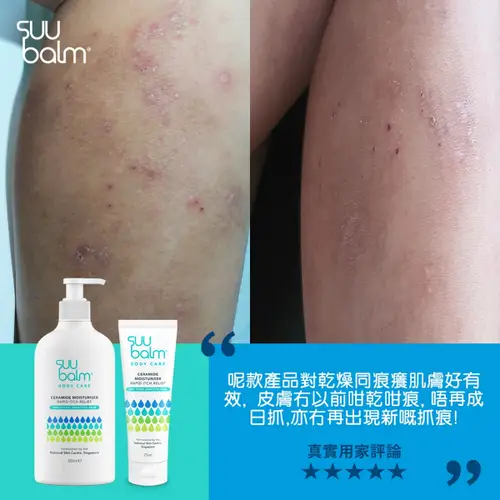 suu
balm®
suu
balm®
BODY CARE
CERAMIDE MOISTURISER
RAPID ITCH RELIEF
National Skin Centre,
Singapore
suu
balm®
BODY CARE
CERAMIDE
MOISTURISER
RAPID ITCH RELIEF
National Skin Centre,
Singapore
“
呢款產品對乾燥同痕癢肌膚好有
效, 皮膚冇以前咁乾咁痕, 唔再成
日抓,亦冇再出現新嘅抓痕!
真實用家評論
★★★★★
”